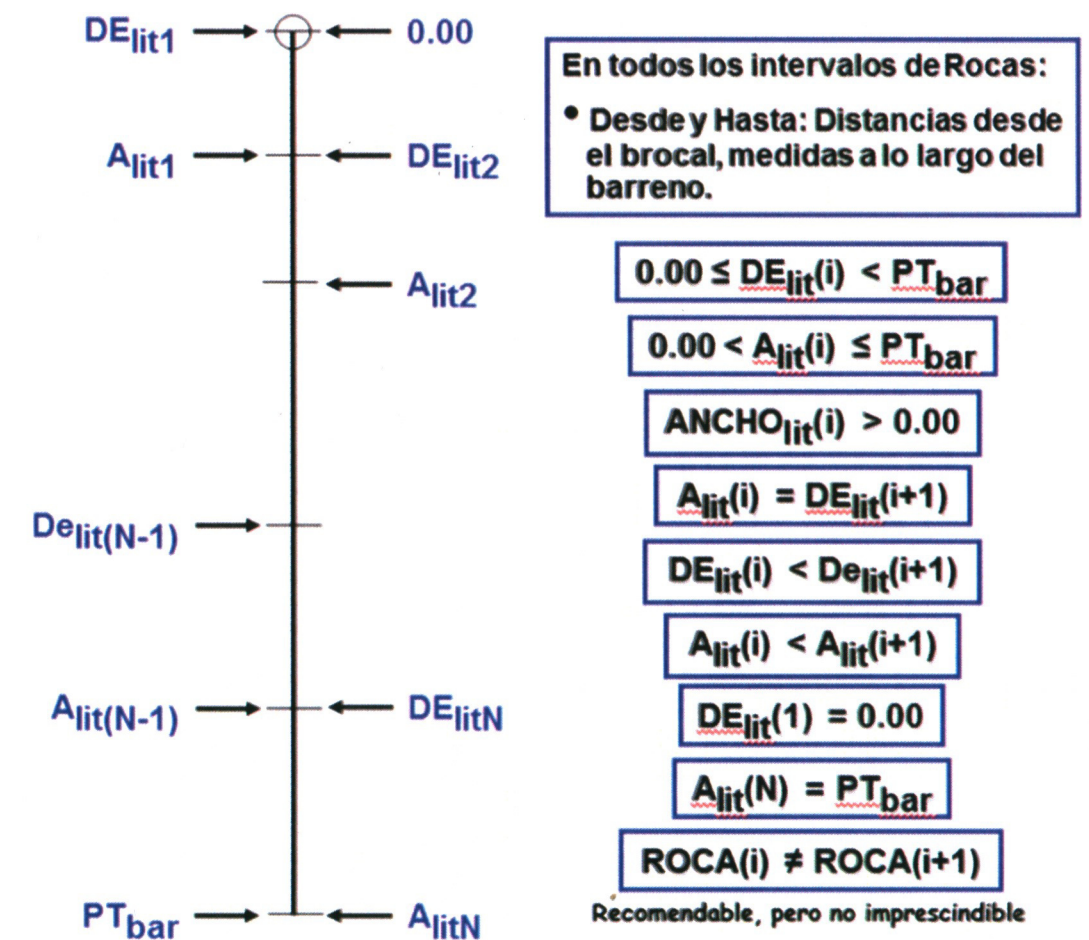 DElit1 0.00
Alit1 DElit2
Alit2
Delit(N-1)
Alit(N-1) DElitN
PTbar AlitN
En todos los intervalos de Rocas:
• Desde y Hasta: Distancias desde
el brocal, medidas a lo largo del
barreno.
0.00 ≤ DElit(i) < PTbar
0.00 < Alit(i) ≤ PTbar
ANCHOlit(i) > 0.00
Alit(i) = DElit(i+1)
DElit(i) < Delit(i+1)
Alit(i) < Alit(i+1)
DElit(1) = 0.00
Alit(N) = PTbar
ROCA(i) ≠ ROCA(i+1)
Recomendable, pero no imprescindible